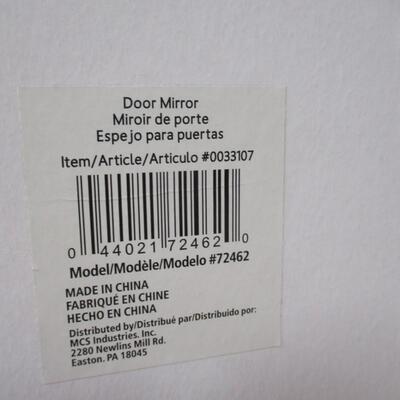 Door Mirror
Miroir de porte
Espejo para puertas
Item/Article/Articulo #0033107
0 44021 72462 0
Model/Modèle/Modelo #72462
MADE IN CHINA
FABRIQUÉ EN CHINE
HECHO EN CHINA
Distributed by/Distribué par/Distribuido por:
MCS Industries. Inc.
2280 Newlins Mill Rd.
Easton. PA 18045